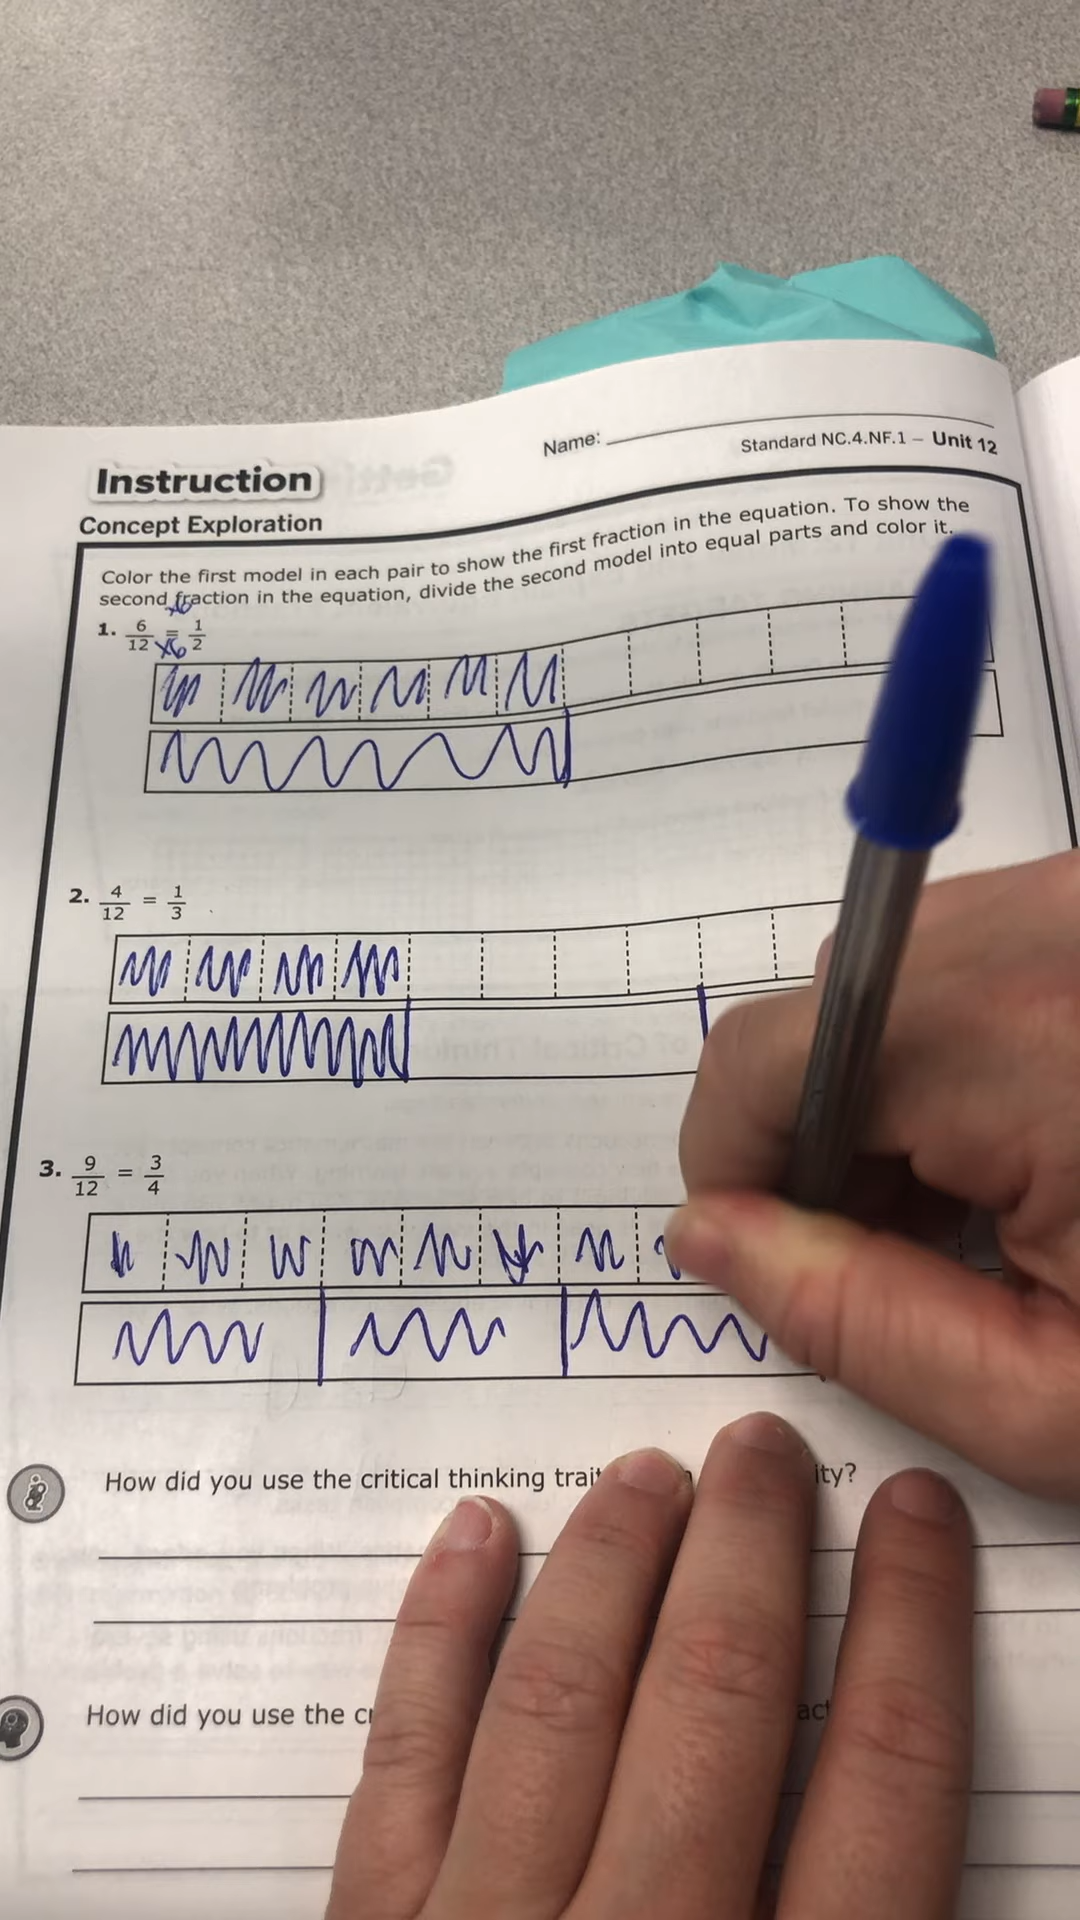 Name:
Standard NC.4.NF.1 – Unit 12
Instruction
Concept Exploration
Color the first model in each pair to show the first fraction in the equation. To show the
second fraction in the equation, divide the second model into equal parts and color it.
x6
1. 6/12 = 1/2
x6
2. 4/12 = 1/3
3. 9/12 = 3/4
How did you use the critical thinking trait
How did you use the